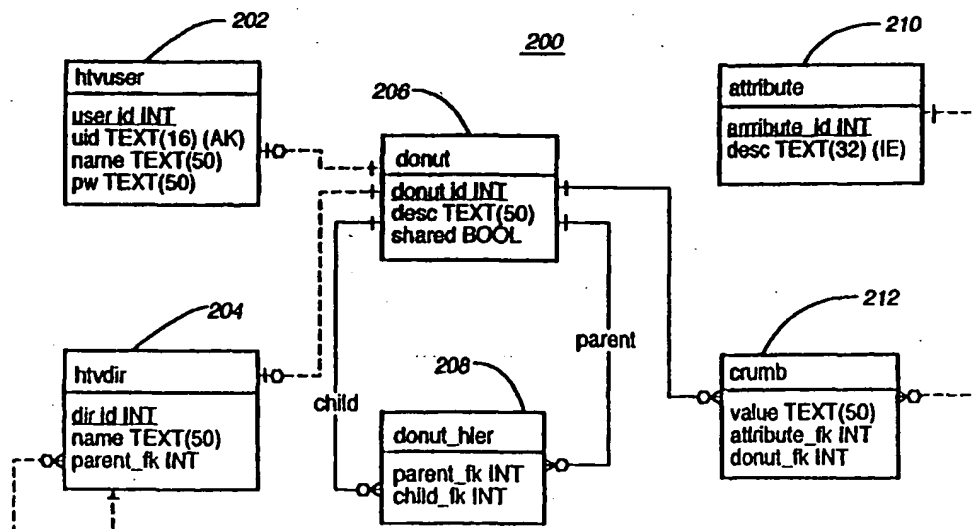 202
200
210
htvuser
206
attribute
user id INT
uid TEXT(16) (AK)
name TEXT(50)
pw TEXT(50)
donut
attribute_id INT
desc TEXT(32) (IE)
donut id INT
desc TEXT(50)
shared BOOL
204
212
parent
htvdir
208
crumb
child
dir id INT
name TEXT(50)
parent_fk INT
donut_hier
value TEXT(50)
attribute_fk INT
donut_fk INT
parent_fk INT
child_fk INT